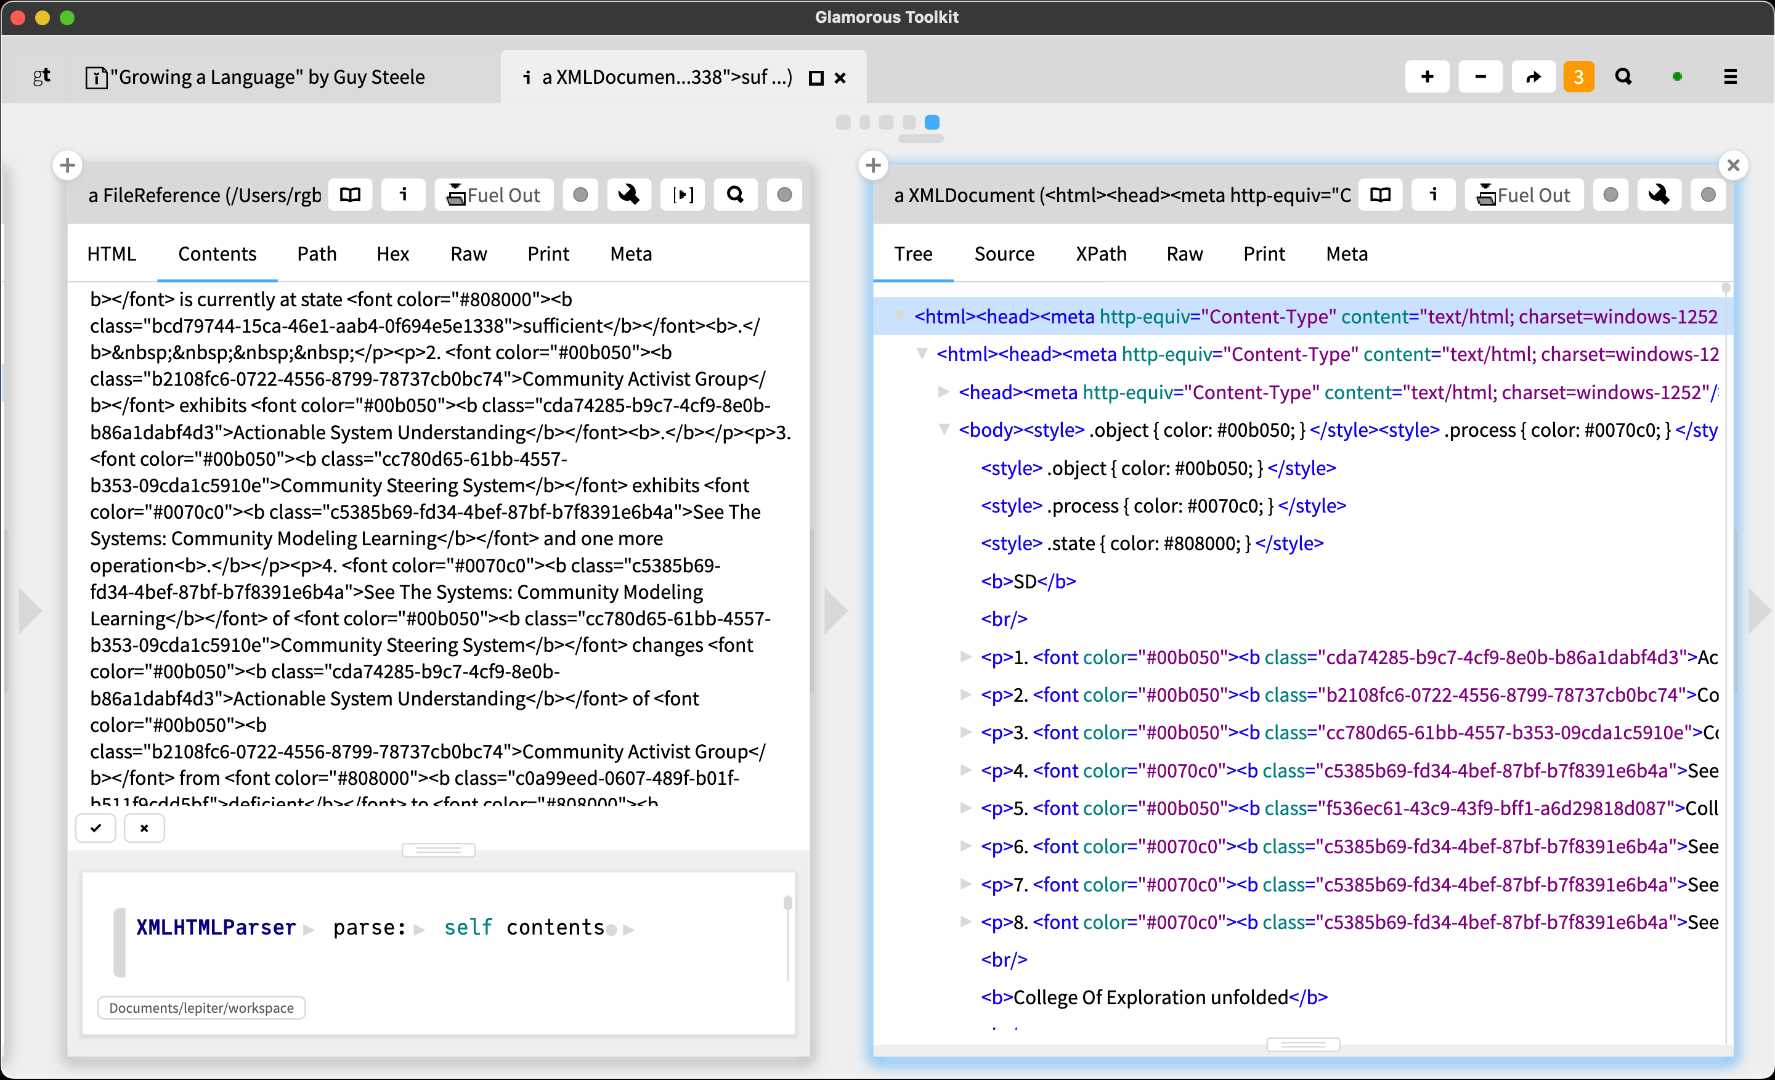 Glamorous Toolkit
gt
"Growing a Language" by Guy Steele
i a XMLDocumen...338">suf ...)
3
a FileReference (/Users/rgb
i
Fuel Out
HTML Contents Path Hex Raw Print Meta
b></font> is currently at state <font color="#808000"><b
class="bcd79744-15ca-46e1-aab4-0f694e5e1338">sufficient</b></font><b>.</
b>&nbsp;&nbsp;&nbsp;&nbsp;</p><p>2. <font color="#00b050"><b
class="b2108fc6-0722-4556-8799-78737cb0bc74">Community Activist Group</
b></font> exhibits <font color="#00b050"><b class="cda74285-b9c7-4cf9-8e0b-
b86a1dabf4d3">Actionable System Understanding</b></font><b>.</b></p><p>3.
<font color="#00b050"><b class="cc780d65-61bb-4557-
b353-09cda1c5910e">Community Steering System</b></font> exhibits <font
color="#0070c0"><b class="c5385b69-fd34-4bef-87bf-b7f8391e6b4a">See The
Systems: Community Modeling Learning</b></font> and one more
operation<b>.</b></p><p>4. <font color="#0070c0"><b class="c5385b69-
fd34-4bef-87bf-b7f8391e6b4a">See The Systems: Community Modeling
Learning</b></font> of <font color="#00b050"><b class="cc780d65-61bb-4557-
b353-09cda1c5910e">Community Steering System</b></font> changes <font
color="#00b050"><b class="cda74285-b9c7-4cf9-8e0b-
b86a1dabf4d3">Actionable System Understanding</b></font> of <font
color="#00b050"><b
class="b2108fc6-0722-4556-8799-78737cb0bc74">Community Activist Group</
b></font> from <font color="#808000"><b class="c0a99eed-0607-489f-b01f-
b511f9cdd5bf">deficient</b></font> to <font color="#808000"><b
XMLHTMLParser parse: self contents
Documents/lepiter/workspace
a XMLDocument (<html><head><meta http-equiv="C
i
Fuel Out
Tree Source XPath Raw Print Meta
<html><head><meta http-equiv="Content-Type" content="text/html; charset=windows-1252
<html><head><meta http-equiv="Content-Type" content="text/html; charset=windows-12
<head><meta http-equiv="Content-Type" content="text/html; charset=windows-1252"/
<body><style> .object { color: #00b050; } </style><style> .process { color: #0070c0; } </sty
<style> .object { color: #00b050; } </style>
<style> .process { color: #0070c0; } </style>
<style> .state { color: #808000; } </style>
<b>SD</b>
<br/>
<p>1. <font color="#00b050"><b class="cda74285-b9c7-4cf9-8e0b-b86a1dabf4d3">Ac
<p>2. <font color="#00b050"><b class="b2108fc6-0722-4556-8799-78737cb0bc74">Co
<p>3. <font color="#00b050"><b class="cc780d65-61bb-4557-b353-09cda1c5910e">Co
<p>4. <font color="#0070c0"><b class="c5385b69-fd34-4bef-87bf-b7f8391e6b4a">See
<p>5. <font color="#00b050"><b class="f536ec61-43c9-43f9-bff1-a6d29818d087">Coll
<p>6. <font color="#0070c0"><b class="c5385b69-fd34-4bef-87bf-b7f8391e6b4a">See
<p>7. <font color="#0070c0"><b class="c5385b69-fd34-4bef-87bf-b7f8391e6b4a">See
<p>8. <font color="#0070c0"><b class="c5385b69-fd34-4bef-87bf-b7f8391e6b4a">See
<br/>
<b>College Of Exploration unfolded</b>